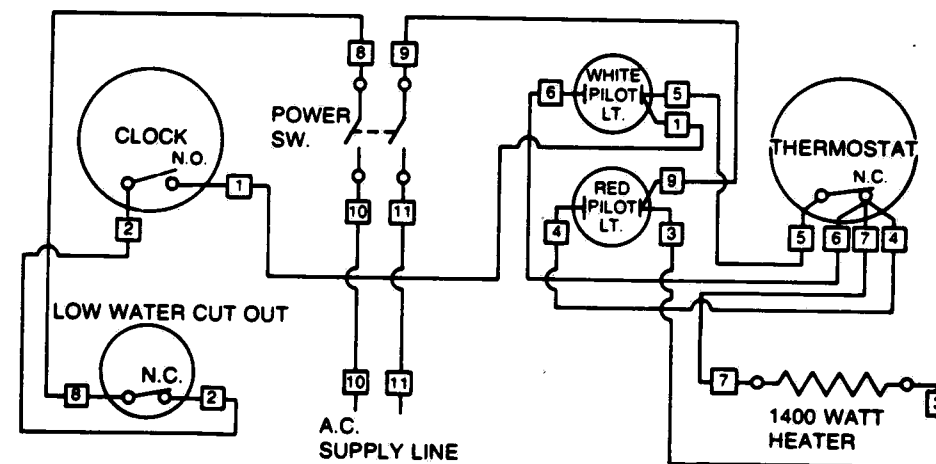 8
9
POWER
SW.
CLOCK
N.O.
1
2
10
11
WHITE
PILOT
LT.
6
5
1
RED
PILOT
LT.
9
4
3
THERMOSTAT
N.C.
5
6
7
4
LOW WATER CUT OUT
N.C.
8
2
10
11
A.C.
SUPPLY LINE
7
3
1400 WATT
HEATER